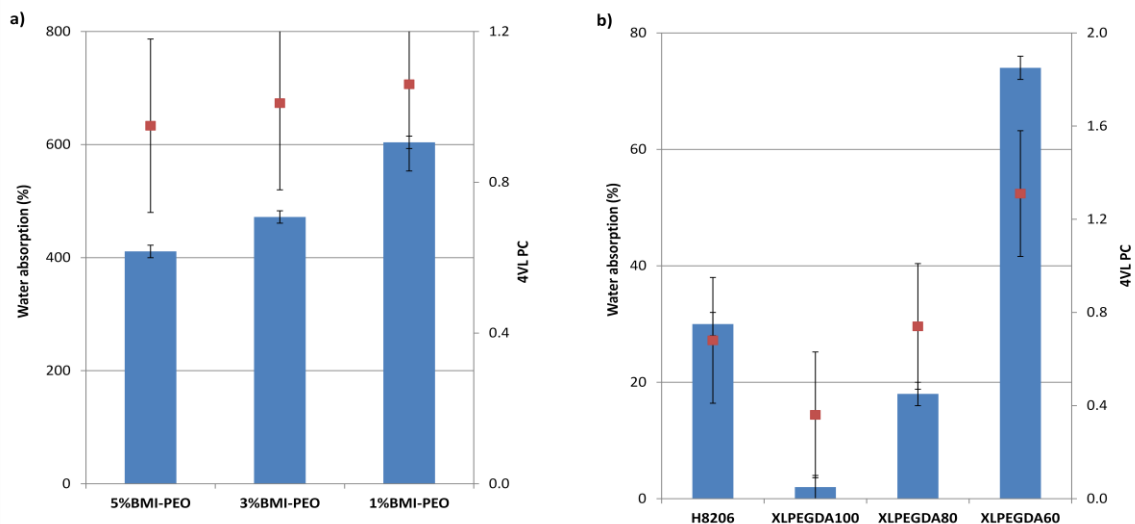 a)
800
600
400
200
0
Water absorption (%)
1.2
0.8
0.4
0.0
4VL PC
5%BMI-PEO 3%BMI-PEO 1%BMI-PEO
b)
80
60
40
20
0
Water absorption (%)
2.0
1.6
1.2
0.8
0.4
0.0
4VL PC
H8206 XLPEGDA100 XLPEGDA80 XLPEGDA60